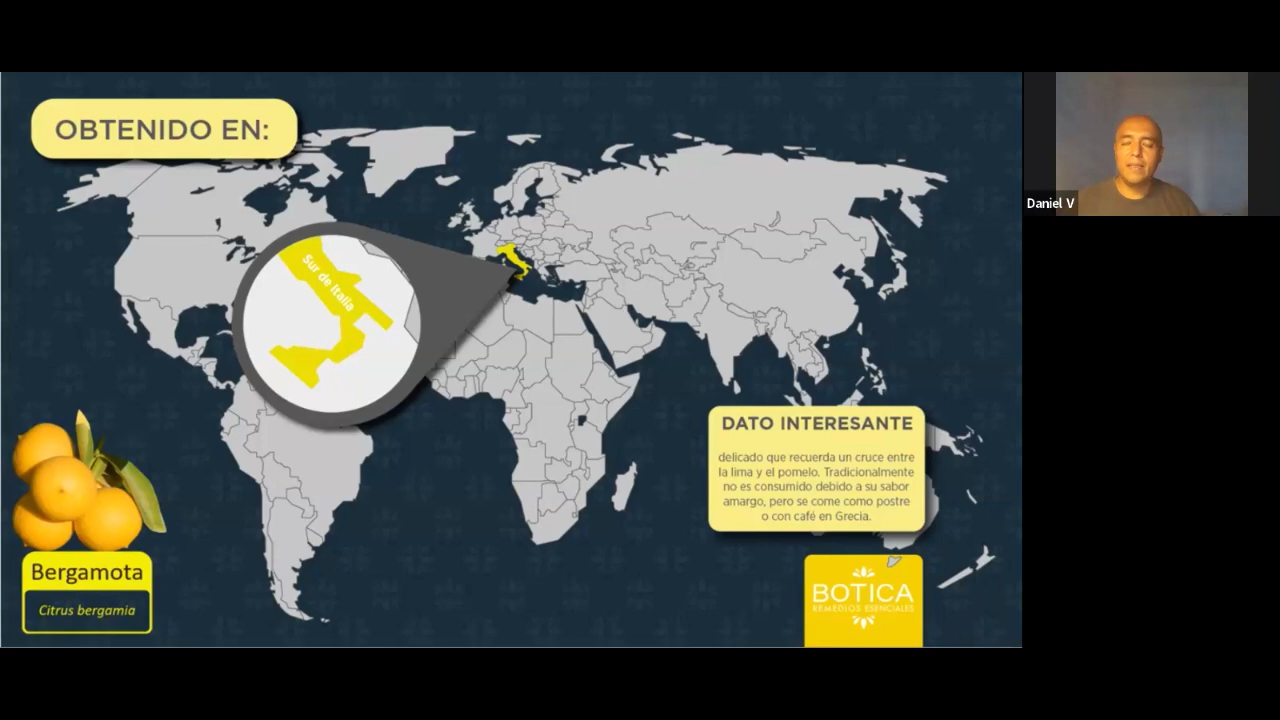 OBTENIDO EN:
Daniel V
Sur de Italia
DATO INTERESANTE
delicado que recuerda un cruce entre
la lima y el pomelo. Tradicionalmente
no es consumido debido a su sabor
amargo, pero se come como postre
o con café en Grecia.
Bergamota
Citrus bergamia
BOTICA
REMEDIOS ESENCIALES